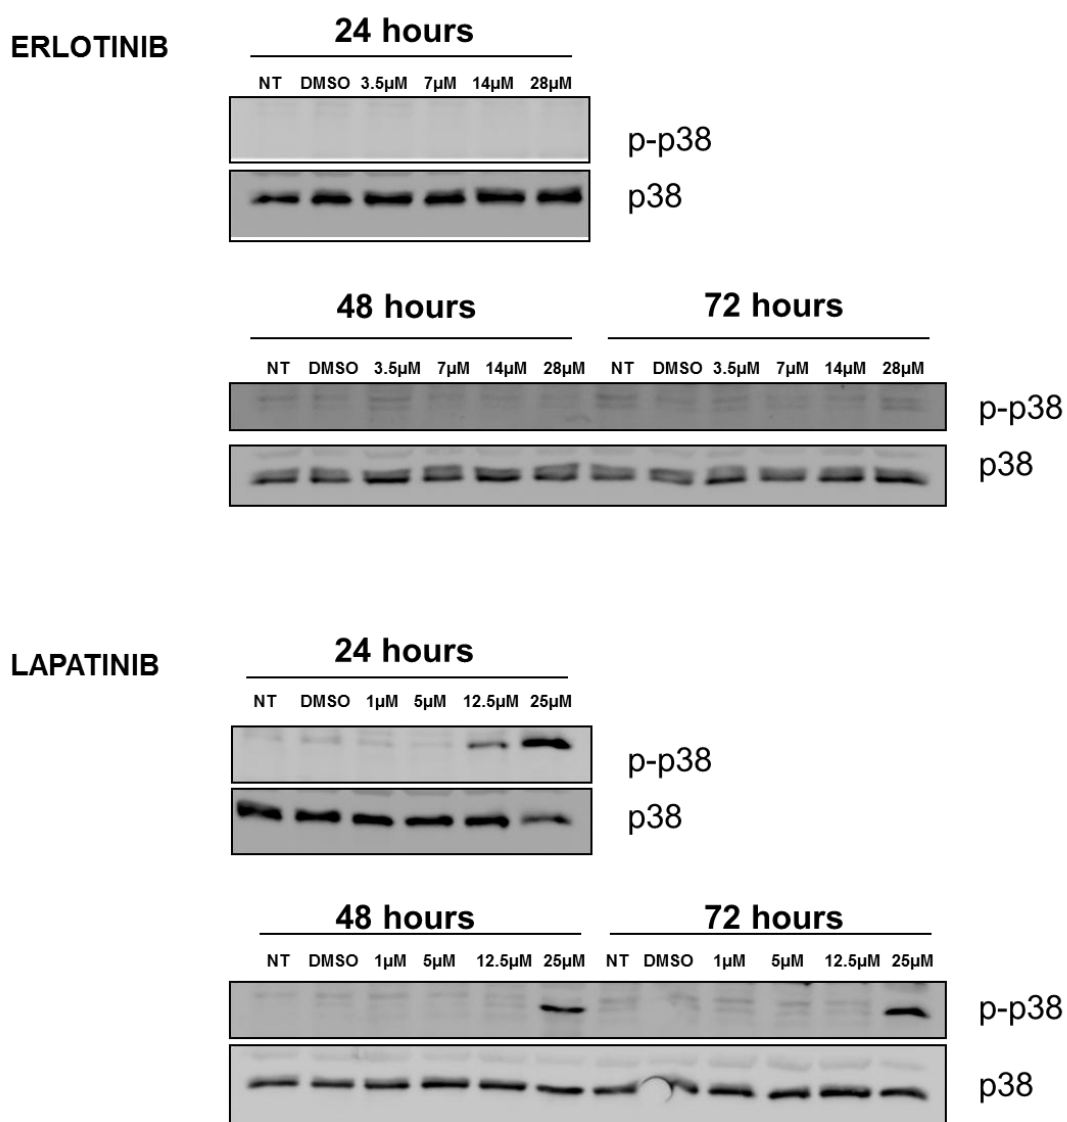 ERLOTINIB
24 hours
NT DMSO 3.5µM 7µM 14µM 28µM
p-p38
p38
48 hours 72 hours
NT DMSO 3.5µM 7µM 14µM 28µM NT DMSO 3.5µM 7µM 14µM 28µM
p-p38
p38
LAPATINIB
24 hours
NT DMSO 1µM 5µM 12.5µM 25µM
p-p38
p38
48 hours 72 hours
NT DMSO 1µM 5µM 12.5µM 25µM NT DMSO 1µM 5µM 12.5µM 25µM
p-p38
p38